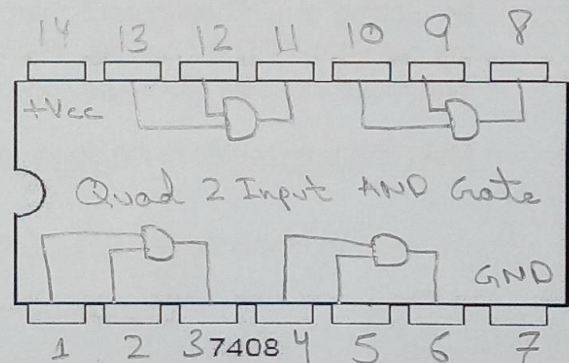 14 13 12 11 10 9 8
+Vcc
Quad 2 Input AND Gate
GND
1 2 3 7408 4 5 6 7